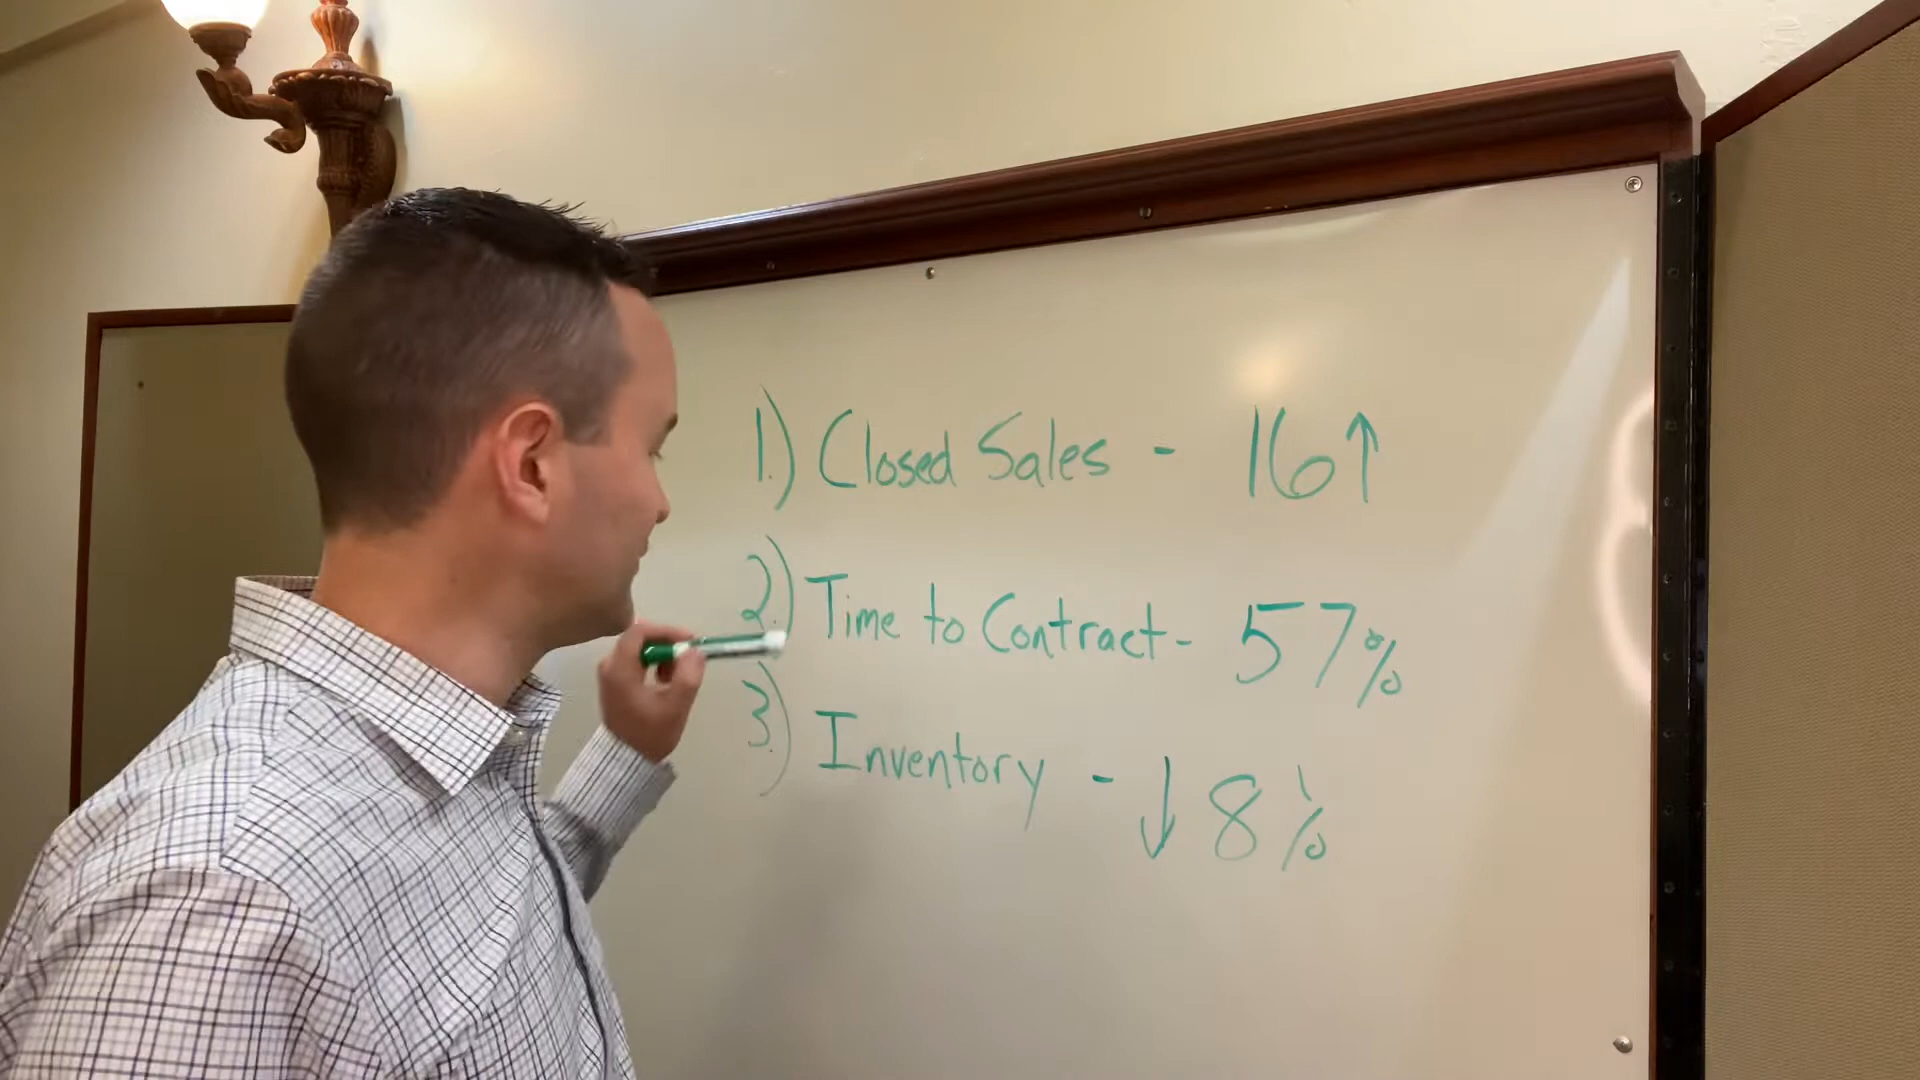 1.) Closed Sales - 16↑
2.) Time to Contract - 57%
3.) Inventory - ↓ 8%